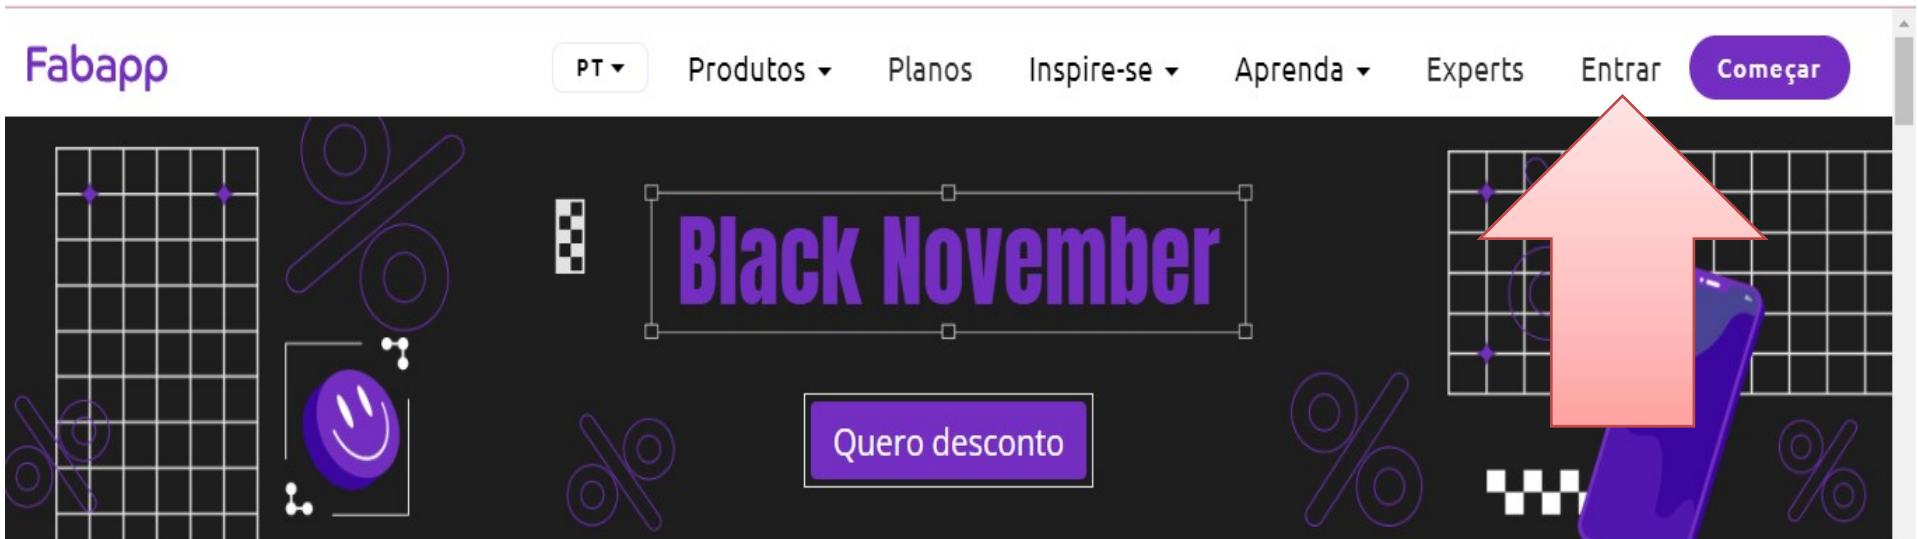 Fabapp PT Produtos Planos Inspire-se Aprenda Experts Entrar Começar
Black November
Quero desconto